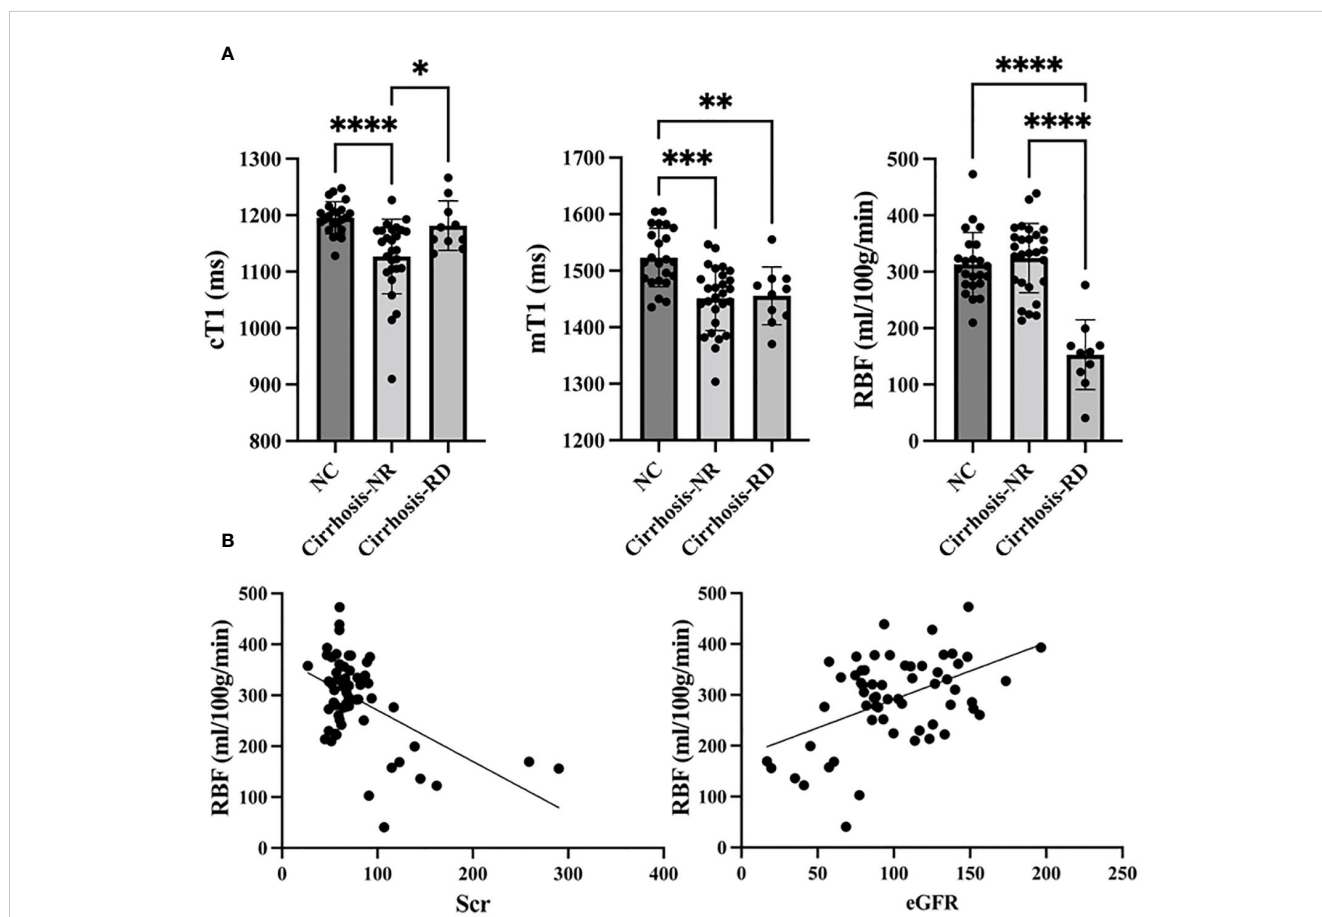 A
*
****
**
***
****
****
cT1 (ms)
1300
1200
1100
1000
900
800
NC
Cirrhosis-NR
Cirrhosis-RD
mT1 (ms)
1700
1600
1500
1400
1300
1200
NC
Cirrhosis-NR
Cirrhosis-RD
RBF (ml/100g/min)
500
400
300
200
100
0
NC
Cirrhosis-NR
Cirrhosis-RD
B
RBF (ml/100g/min)
500
400
300
200
100
0
0 100 200 300 400
Scr
RBF (ml/100g/min)
500
400
300
200
100
0
0 50 100 150 200 250
eGFR